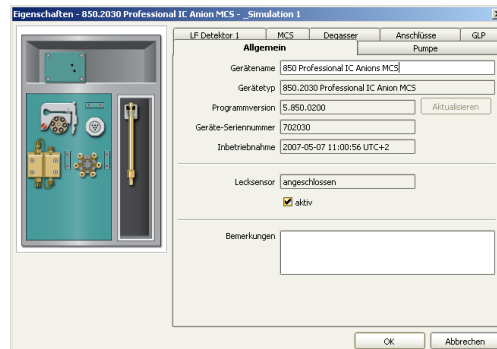 Eigenschaften - 850.2030 Professional IC Anion MCS - _Simulation 1
LF Detektor 1 MCS Degasser Anschlüsse GLP
Allgemein Pumpe
Gerätename 850 Professional IC Anions MCS
Gerätetyp 850.2030 Professional IC Anion MCS
Programmversion 5.850.0200 Aktualisieren
Geräte-Seriennummer 702030
Inbetriebnahme 2007-05-07 11:00:56 UTC+2
Lecksensor angeschlossen
aktiv
Bemerkungen
OK Abbrechen